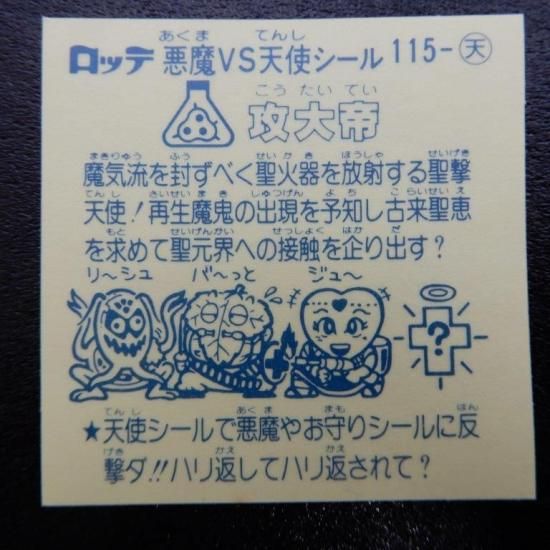 ロッテ 悪魔VS天使シール 115-天
攻大帝
魔気流を封ずべく聖火器を放射する聖撃
天使!再生魔鬼の出現を予知し古来聖恵
を求めて聖元界への接触を企り出す?
リ〜シュ バ〜っと ジュ〜
?
★天使シールで悪魔やお守りシールに反
撃ダ!!ハリ返してハリ返されて?